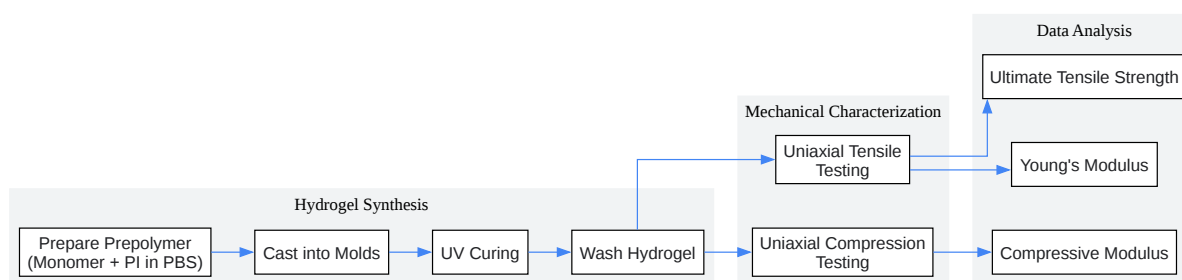 Data Analysis
Ultimate Tensile Strength
Mechanical Characterization
Uniaxial Tensile
Testing
Young's Modulus
Hydrogel Synthesis
Prepare Prepolymer
(Monomer + PI in PBS)
Cast into Molds
UV Curing
Wash Hydrogel
Uniaxial Compression
Testing
Compressive Modulus